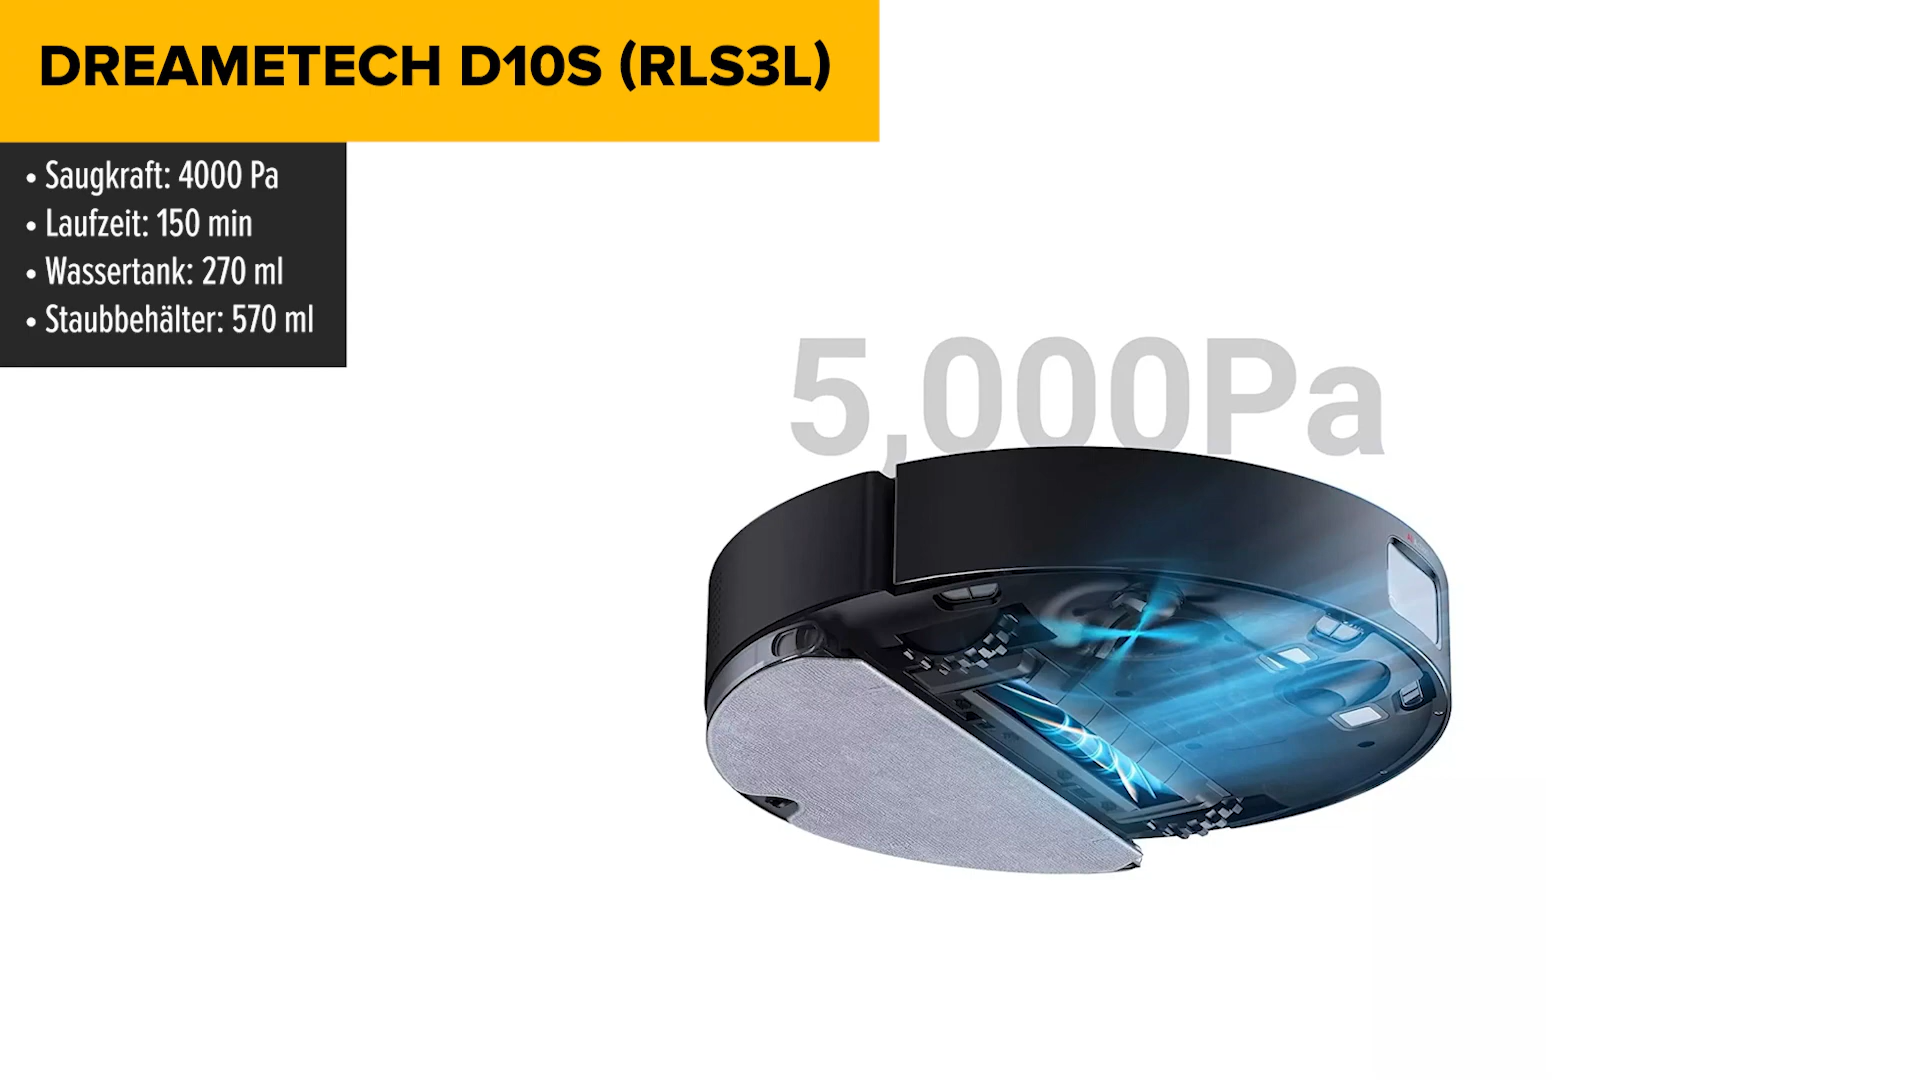 DREAMETECH D10S (RLS3L)
• Saugkraft: 4000 Pa
• Laufzeit: 150 min
• Wassertank: 270 ml
• Staubbehälter: 570 ml
5,000Pa